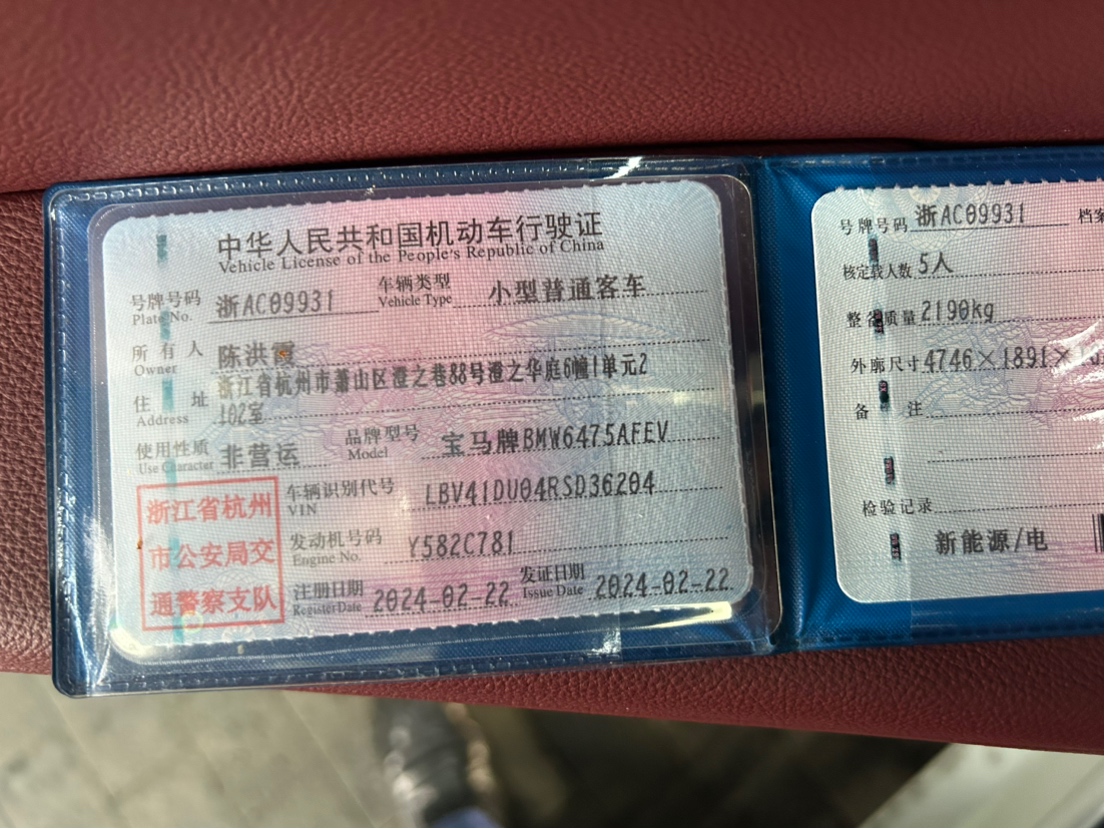 中华人民共和国机动车行驶证
Vehicle License of the People's Republic of China
号牌号码 浙AC09931 车辆类型 小型普通客车
Plate No. Vehicle Type
所有人 陈洪霞
Owner
住址 浙江省杭州市萧山区澄之巷88号澄之华庭6幢1单元2
Address 102室
使用性质 非营运 品牌型号 宝马牌BMW6475AFEV
Use Character Model
浙江省杭州
市公安局交
通警察支队
车辆识别代号 LBV41DU04RSD36204
VIN
发动机号码 Y582C781
Engine No.
注册日期 2024-02-22 发证日期 2024-02-22
Register Date Issue Date
号牌号码 浙AC09931 档案
核定载人数 5人
整备质量 2190kg
外廓尺寸 4746×1891×
备注
检验记录
新能源/电